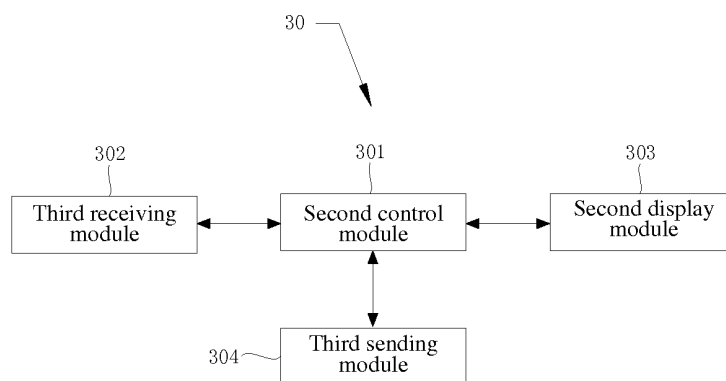 30
302
301
303
Third receiving
module
Second control
module
Second display
module
304
Third sending
module